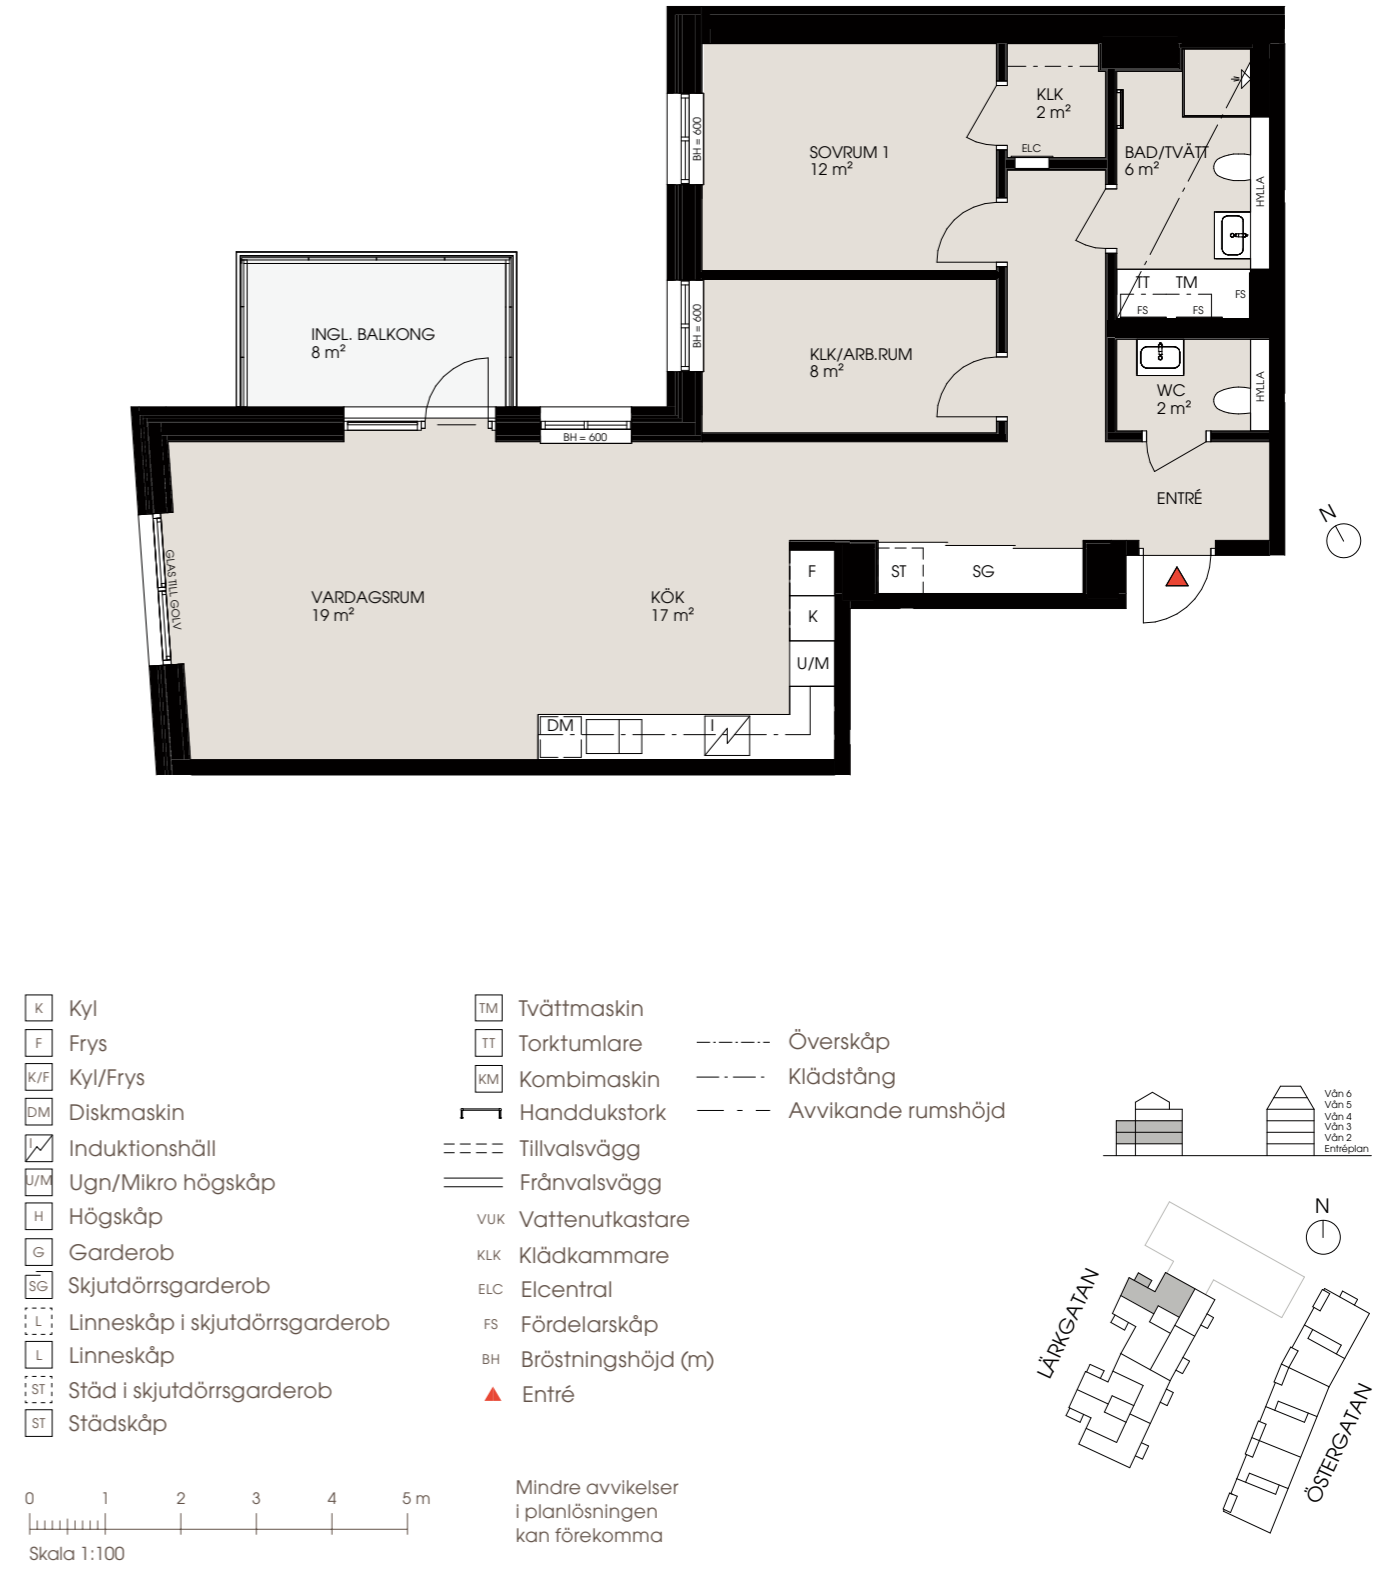 KLK
2 m²
ELC
SOVRUM 1
12 m²
BAD/TVÄTT
6 m²
HYLLA
BH = 600
TT
TM
FS
FS
FS
INGL. BALKONG
8 m²
BH = 600
KLK/ARB.RUM
8 m²
WC
2 m²
HYLLA
BH = 600
ENTRÉ
N
GLAS TILL GOLV
VARDAGSRUM
19 m²
KÖK
17 m²
F
K
U/M
ST
SG
DM
I
K Kyl
F Frys
K/F Kyl/Frys
DM Diskmaskin
I Induktionshäll
U/M Ugn/Mikro högskåp
H Högskåp
G Garderob
SG Skjutdörrsgarderob
L Linneskåp i skjutdörrsgarderob
L Linneskåp
ST Städ i skjutdörrsgarderob
ST Städskåp
TM Tvättmaskin
TT Torktumlare
KM Kombimaskin
Handdukstork
Tillvalsvägg
Frånvalsvägg
VUK Vattenutkastare
KLK Klädkammare
ELC Elcentral
FS Fördelarskåp
BH Bröstningshöjd (m)
Entré
Överskåp
Klädstång
Avvikande rumshöjd
Vån 6
Vån 5
Vån 4
Vån 3
Vån 2
Entréplan
N
LÄRKGATAN
ÖSTERGATAN
0 1 2 3 4 5 m
Skala 1:100
Mindre avvikelser
i planlösningen
kan förekomma